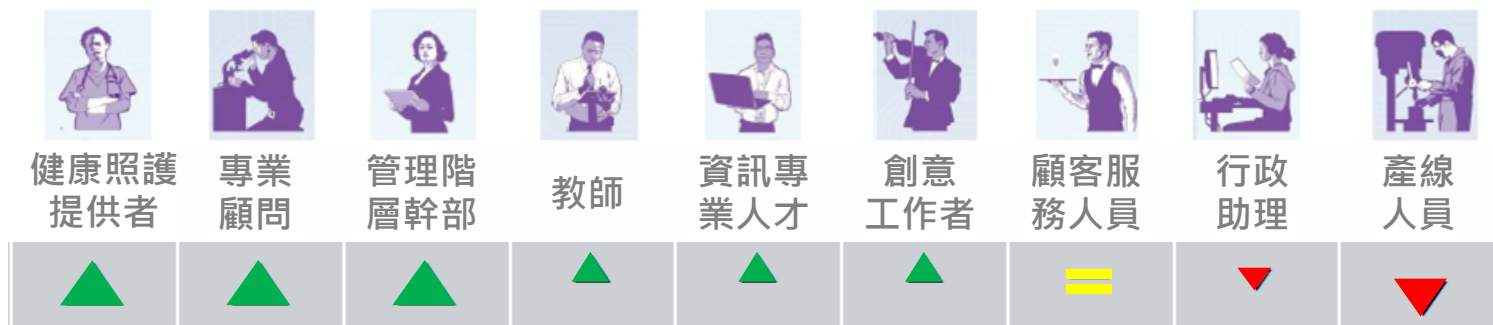 健康照護
提供者
專業
顧問
管理階
層幹部
教師
資訊專
業人才
創意
工作者
顧客服
務人員
行政
助理
產線
人員